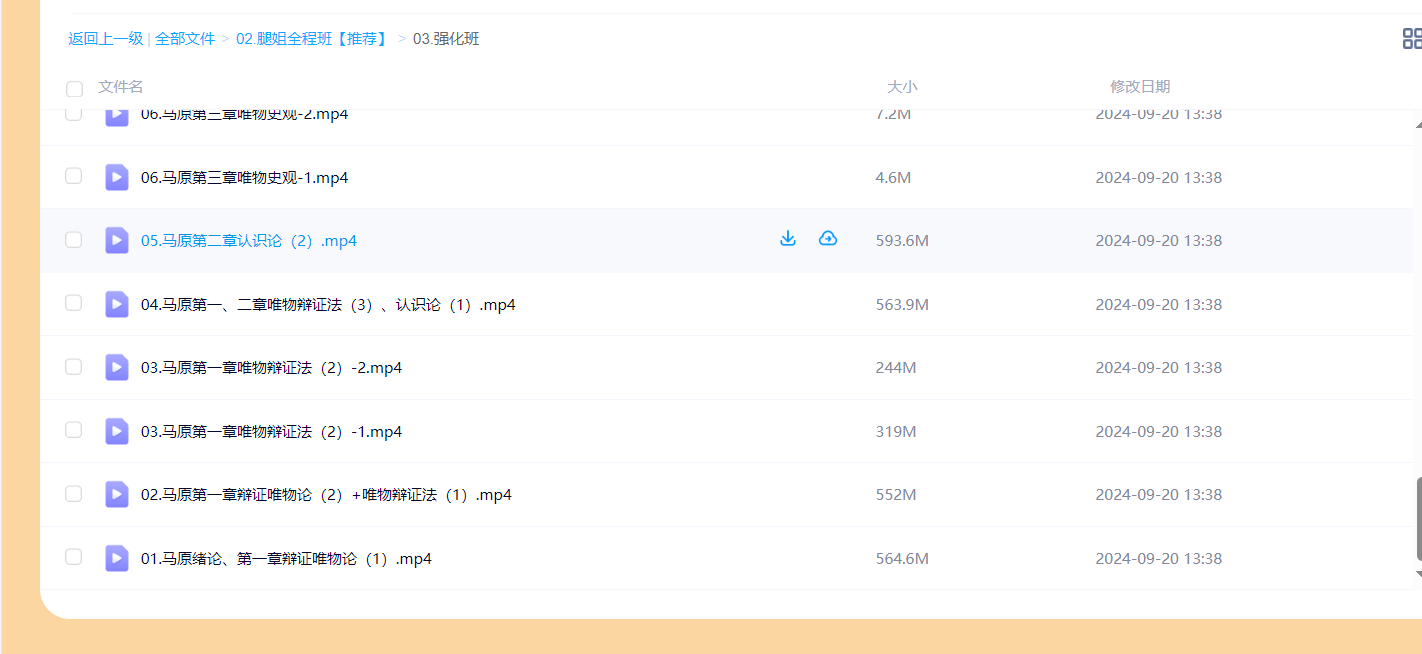 返回上一级 | 全部文件 > 02.腿姐全程班【推荐】 > 03.强化班
文件名 大小 修改日期
06.马原第三章唯物史观-2.mp4 7.2M 2024-09-20 13:38
06.马原第三章唯物史观-1.mp4 4.6M 2024-09-20 13:38
05.马原第二章认识论（2）.mp4 593.6M 2024-09-20 13:38
04.马原第一、二章唯物辩证法（3）、认识论（1）.mp4 563.9M 2024-09-20 13:38
03.马原第一章唯物辩证法（2）-2.mp4 244M 2024-09-20 13:38
03.马原第一章唯物辩证法（2）-1.mp4 319M 2024-09-20 13:38
02.马原第一章辩证唯物论（2）+唯物辩证法（1）.mp4 552M 2024-09-20 13:38
01.马原绪论、第一章辩证唯物论（1）.mp4 564.6M 2024-09-20 13:38